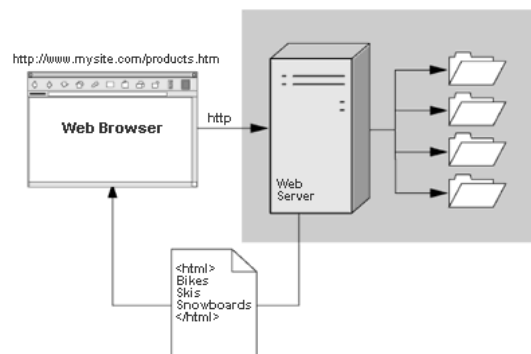 http://www.mysite.com/products.htm
Web Browser
http
Web
Server
<html>
Bikes
Skis
Snowboards
</html>